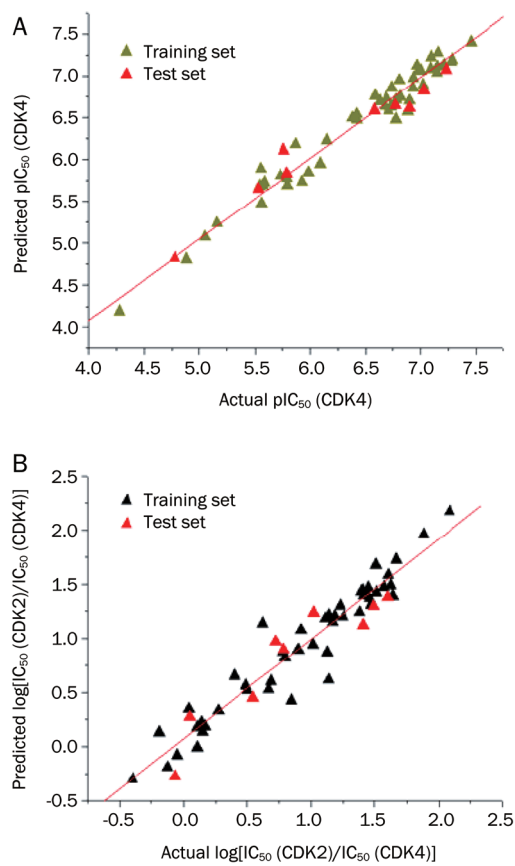 A
7.5
7.0
6.5
6.0
5.5
5.0
4.5
4.0
Predicted pIC₅₀ (CDK4)
Training set
Test set
4.0 4.5 5.0 5.5 6.0 6.5 7.0 7.5
Actual pIC₅₀ (CDK4)
B
2.5
2.0
1.5
1.0
0.5
0.0
-0.5
Predicted log[IC₅₀ (CDK2)/IC₅₀ (CDK4)]
Training set
Test set
-0.5 0.0 0.5 1.0 1.5 2.0 2.5
Actual log[IC₅₀ (CDK2)/IC₅₀ (CDK4)]